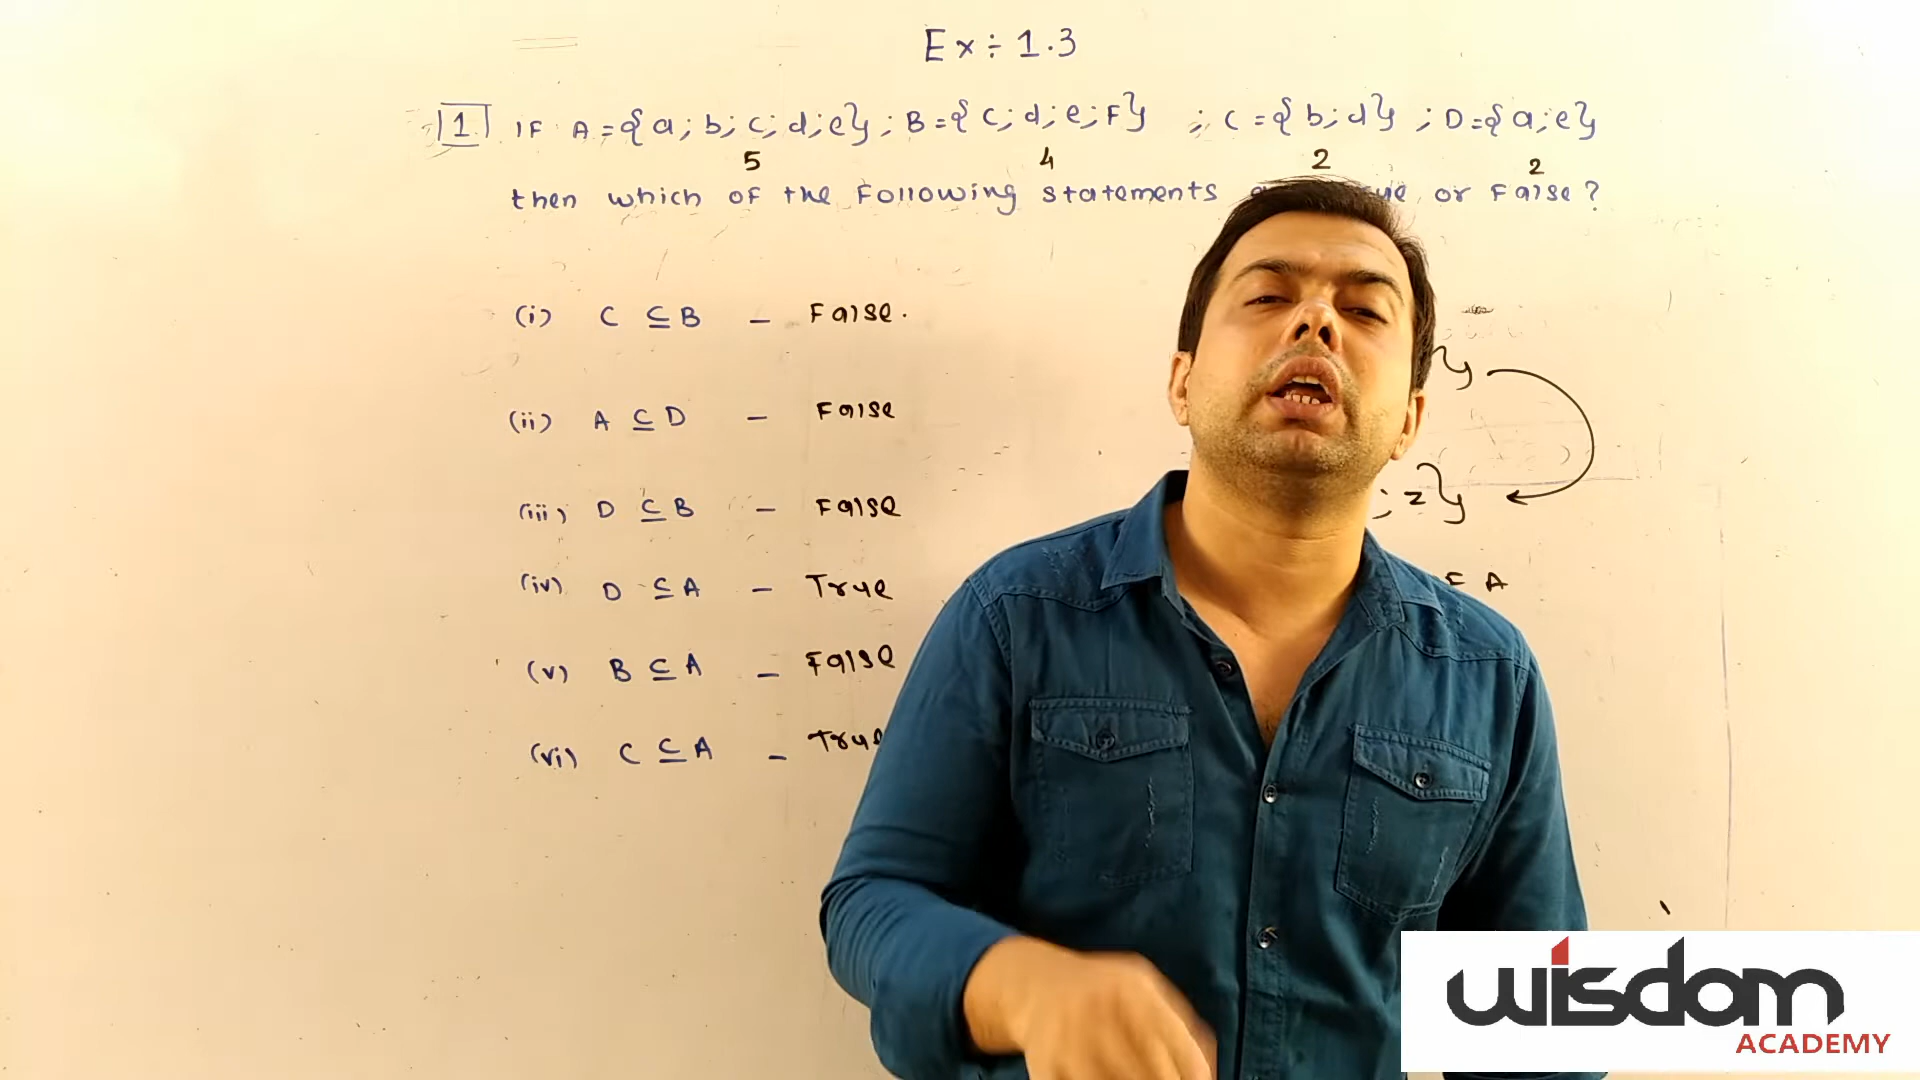 Ex÷ 1.3
1 IF A={a;b;c;d;e}; B={c;d;e;F} ; C={b;d} ; D={a;e}
5 4 2 2
then which of the Following statements or False?
(i) C ⊆ B – False.
(ii) A ⊆ D – False
(iii) D ⊆ B – False
(iv) D ⊆ A – True
(v) B ⊆ A – False
(vi) C ⊆ A – True
; z}
A
wisdom
ACADEMY